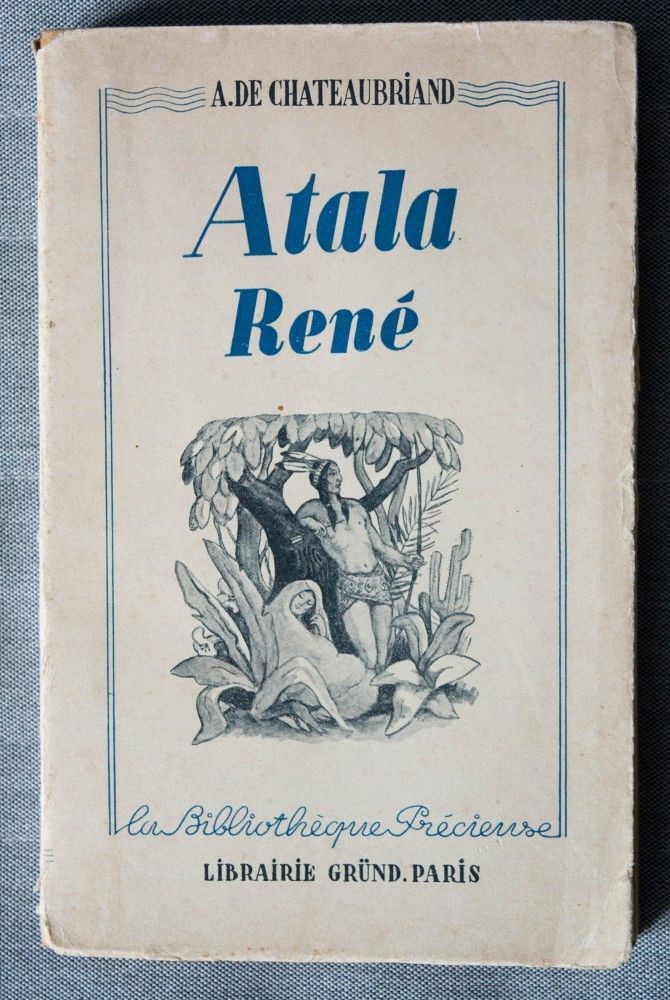 A. DE CHATEAUBRIAND
Atala
René
la Bibliothèque Précieuse
LIBRAIRIE GRÜND. PARIS